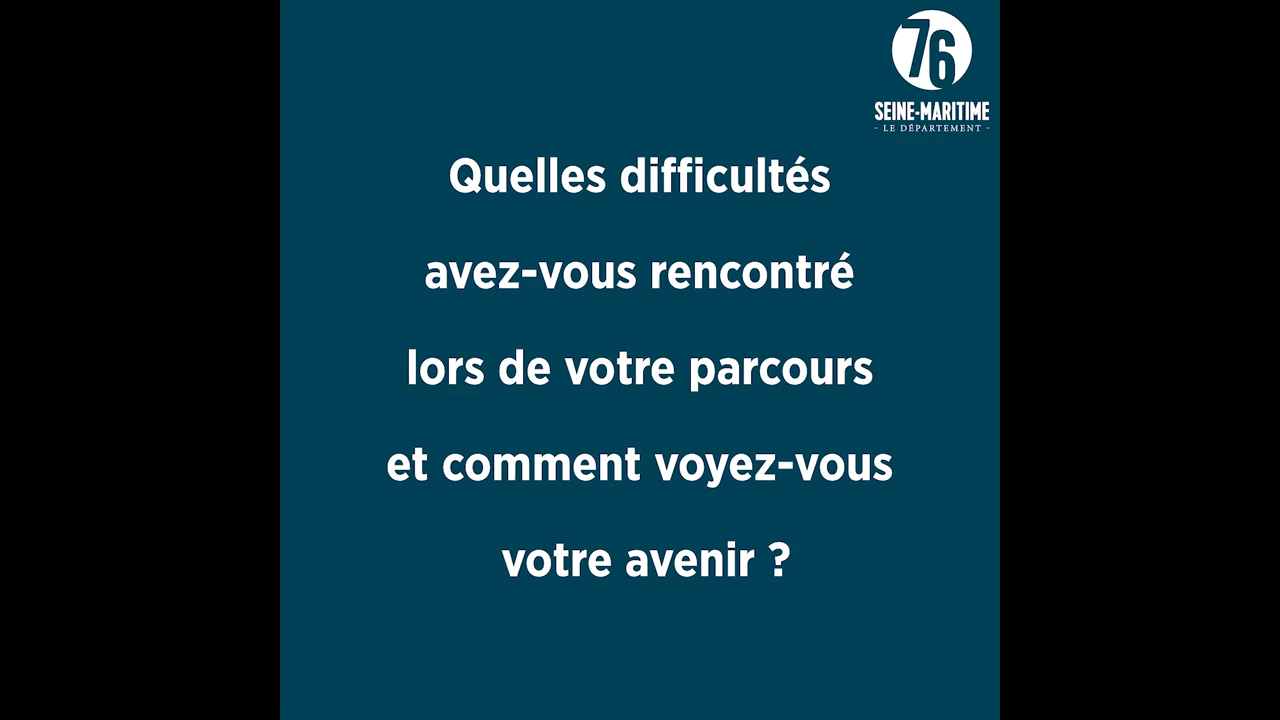 76
SEINE-MARITIME
- LE DÉPARTEMENT -
Quelles difficultés
avez-vous rencontré
lors de votre parcours
et comment voyez-vous
votre avenir ?